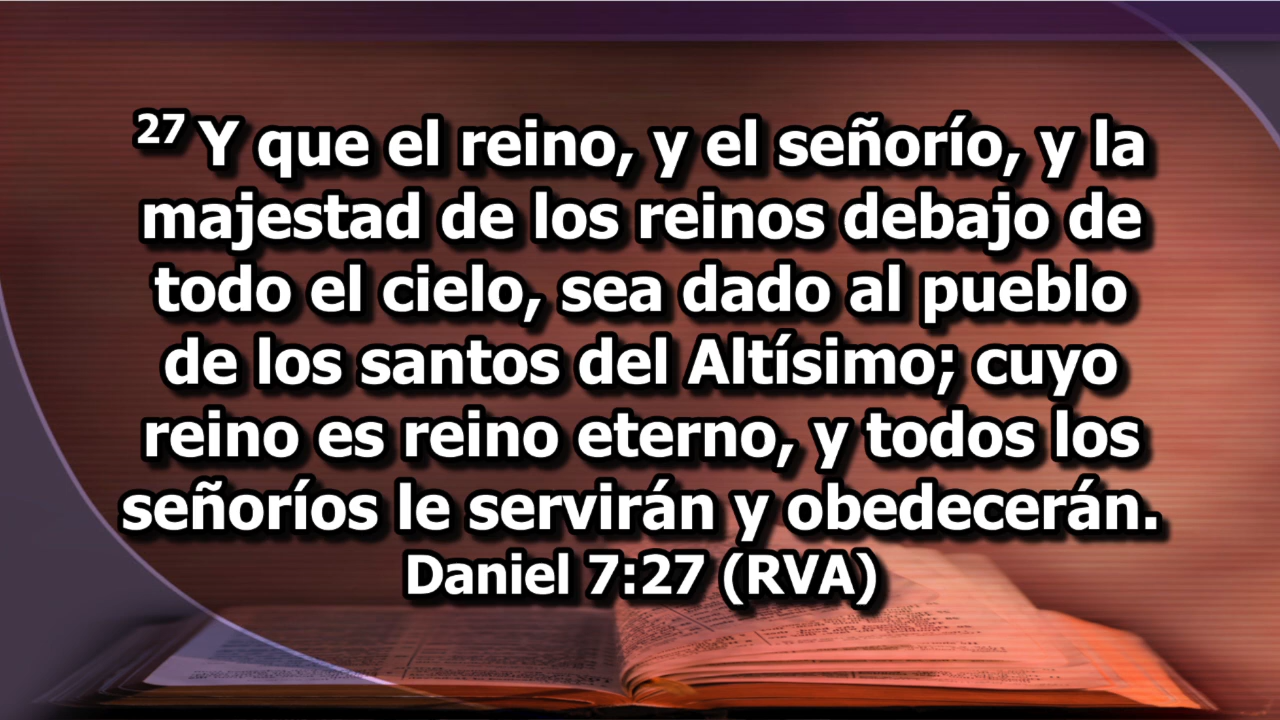 27 Y que el reino, y el señorío, y la
majestad de los reinos debajo de
todo el cielo, sea dado al pueblo
de los santos del Altísimo; cuyo
reino es reino eterno, y todos los
señoríos le servirán y obedecerán.
Daniel 7:27 (RVA)